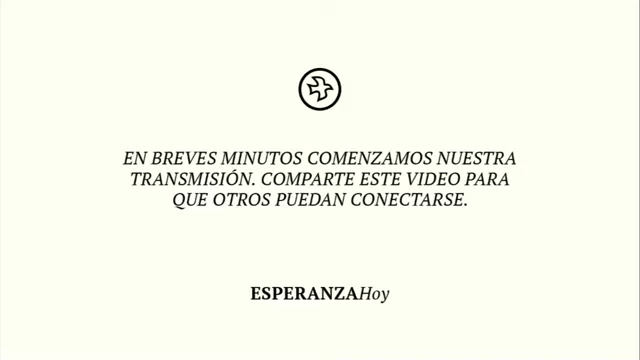 EN BREVES MINUTOS COMENZAMOS NUESTRA
TRANSMISIÓN. COMPARTE ESTE VIDEO PARA
QUE OTROS PUEDAN CONECTARSE.
ESPERANZAHoy